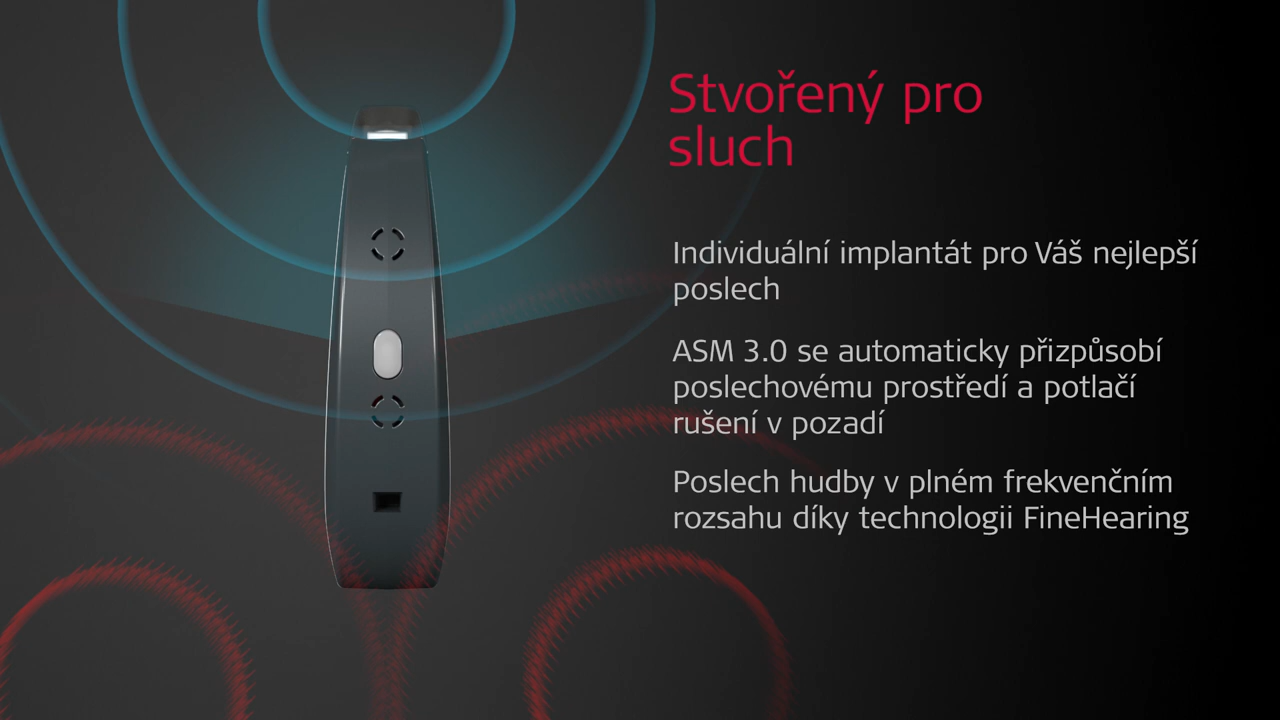 Stvořený pro
sluch
Individuální implantát pro Váš nejlepší
poslech
ASM 3.0 se automaticky přizpůsobí
poslechovému prostředí a potlačí
rušení v pozadí
Poslech hudby v plném frekvenčním
rozsahu díky technologii FineHearing